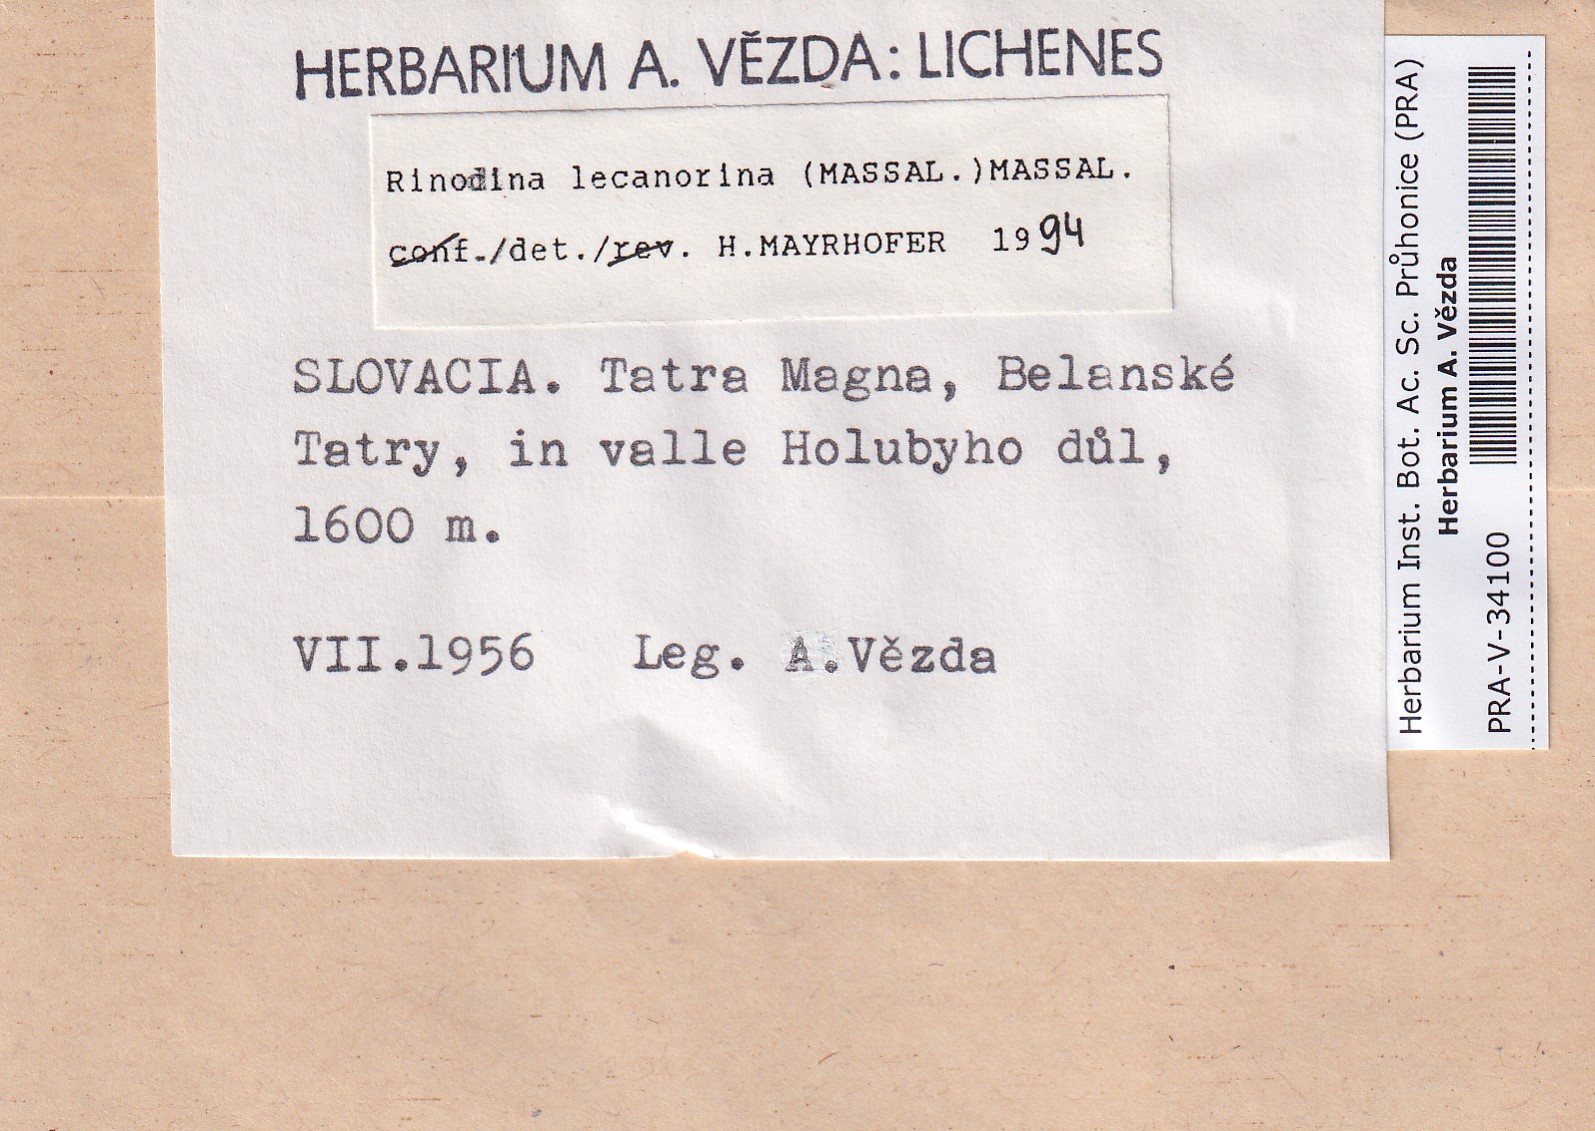 HERBARIUM A. VĚZDA: LICHENES
Rinodina lecanorina (MASSAL.)MASSAL.
conf./det./rev. H.MAYRHOFER 1994
SLOVACIA. Tatra Magna, Belanské
Tatry, in valle Holubyho důl,
1600 m.
VII.1956 Leg. A.Vězda
Herbarium Inst. Bot. Ac. Sc. Průhonice (PRA)
Herbarium A. Vězda
PRA-V-34100